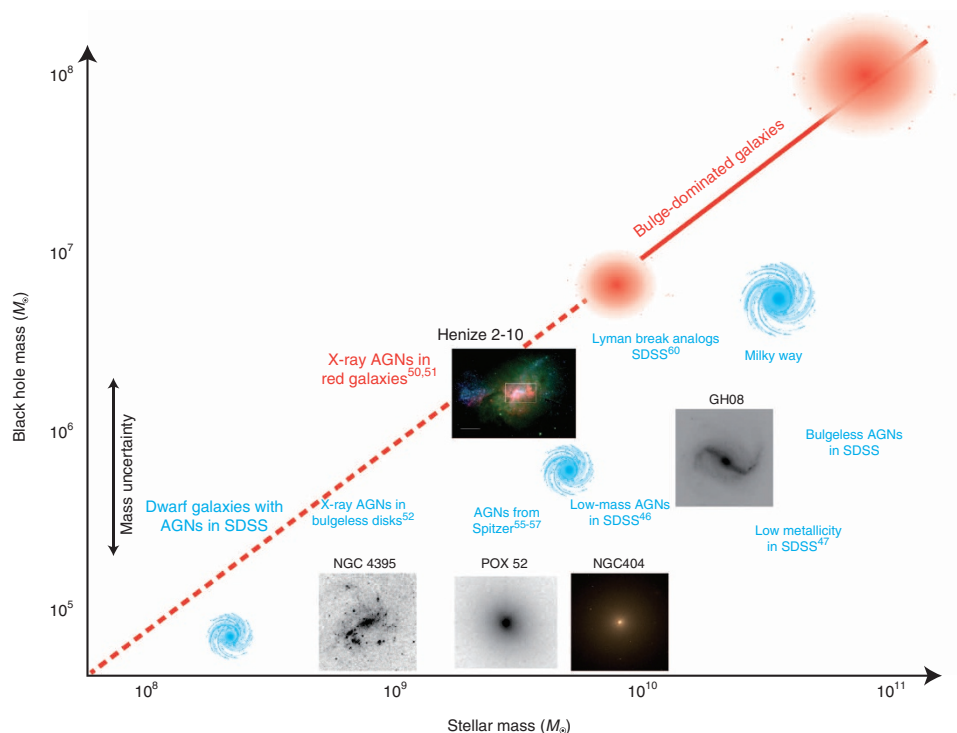 10⁸
Bulge-dominated galaxies
10⁷
Black hole mass (M☉)
Henize 2-10
Lyman break analogs
SDSS⁶⁰
Milky way
X-ray AGNs in
red galaxies⁵⁰,⁵¹
GH08
10⁶
Mass uncertainty
Bulgeless AGNs
in SDSS
Dwarf galaxies with
AGNs in SDSS
X-ray AGNs in
bulgeless disks⁵²
AGNs from
Spitzer⁵⁵⁻⁵⁷
Low-mass AGNs
in SDSS⁴⁶
Low metallicity
in SDSS⁴⁷
NGC 4395
POX 52
NGC404
10⁵
10⁸
10⁹
10¹⁰
10¹¹
Stellar mass (M☉)